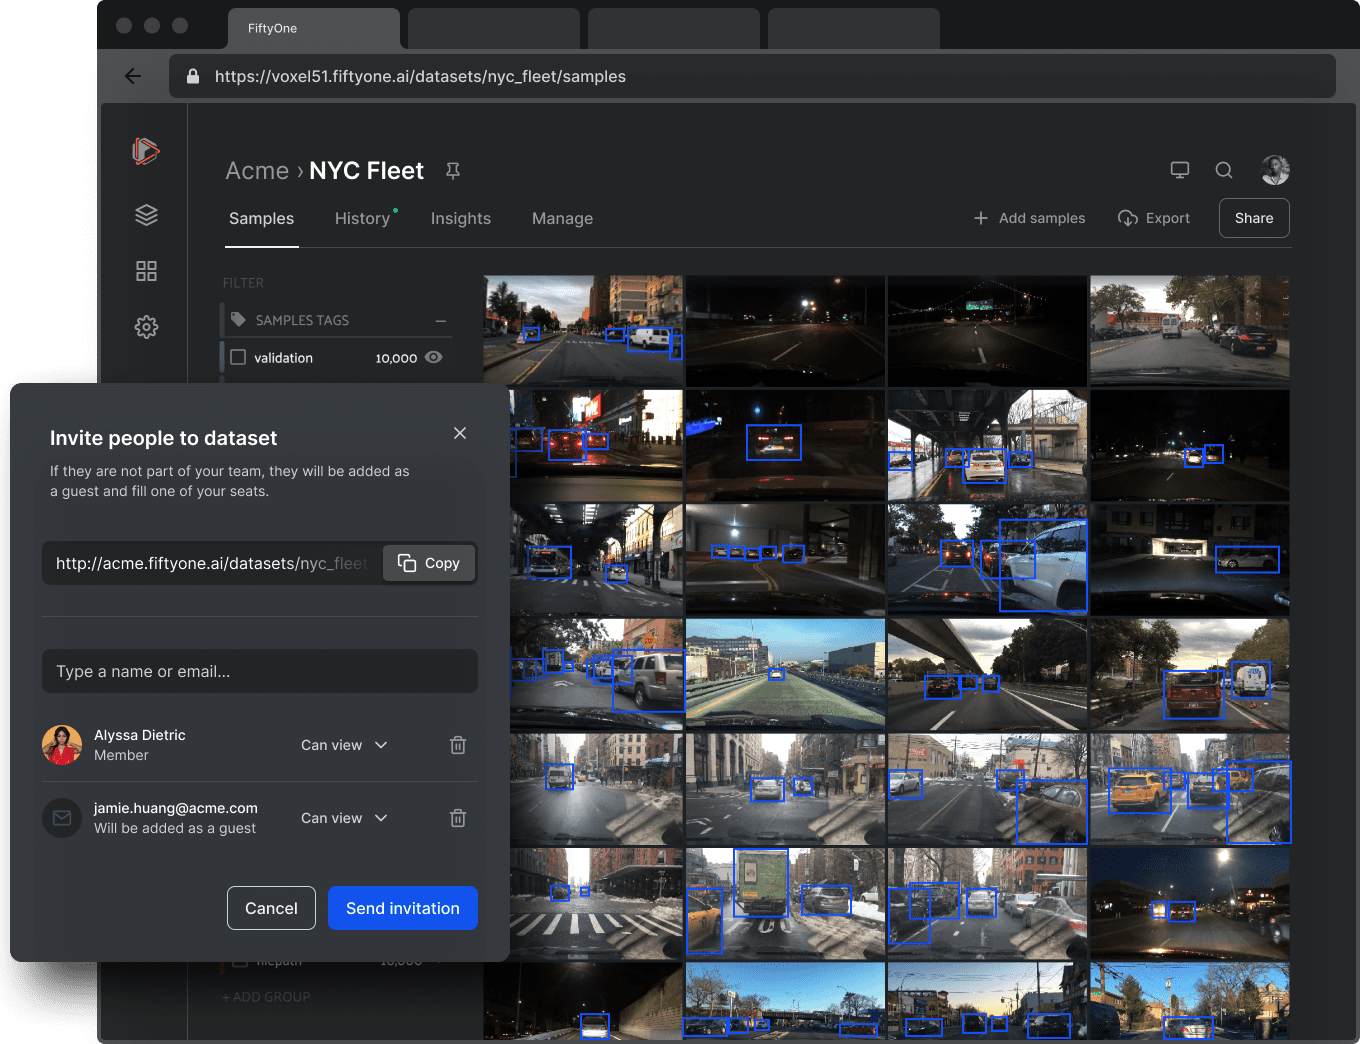 FiftyOne
https://voxel51.fiftyone.ai/datasets/nyc_fleet/samples
Acme › NYC Fleet
Samples
History
Insights
Manage
Add samples
Export
Share
FILTER
SAMPLES TAGS
validation
10,000
Invite people to dataset
If they are not part of your team, they will be added as
a guest and fill one of your seats.
http://acme.fiftyone.ai/datasets/nyc_fleet
Copy
Type a name or email...
Alyssa Dietric
Member
Can view
jamie.huang@acme.com
Will be added as a guest
Can view
Cancel
Send invitation
+ ADD GROUP